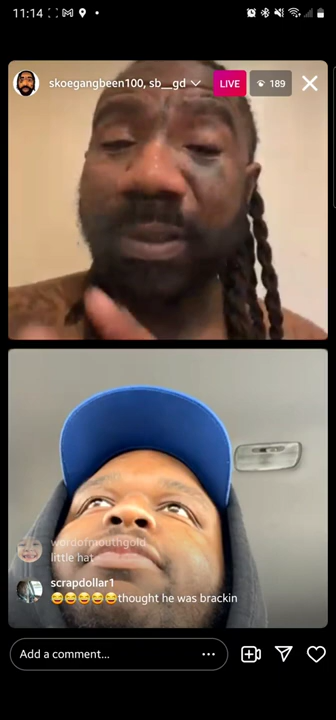 11:14
skoegangbeen100, sb__gd
LIVE
189
wordofmouthgold
little hat
scrapdollar1
😂😂😂😂😂thought he was brackin
Add a comment...